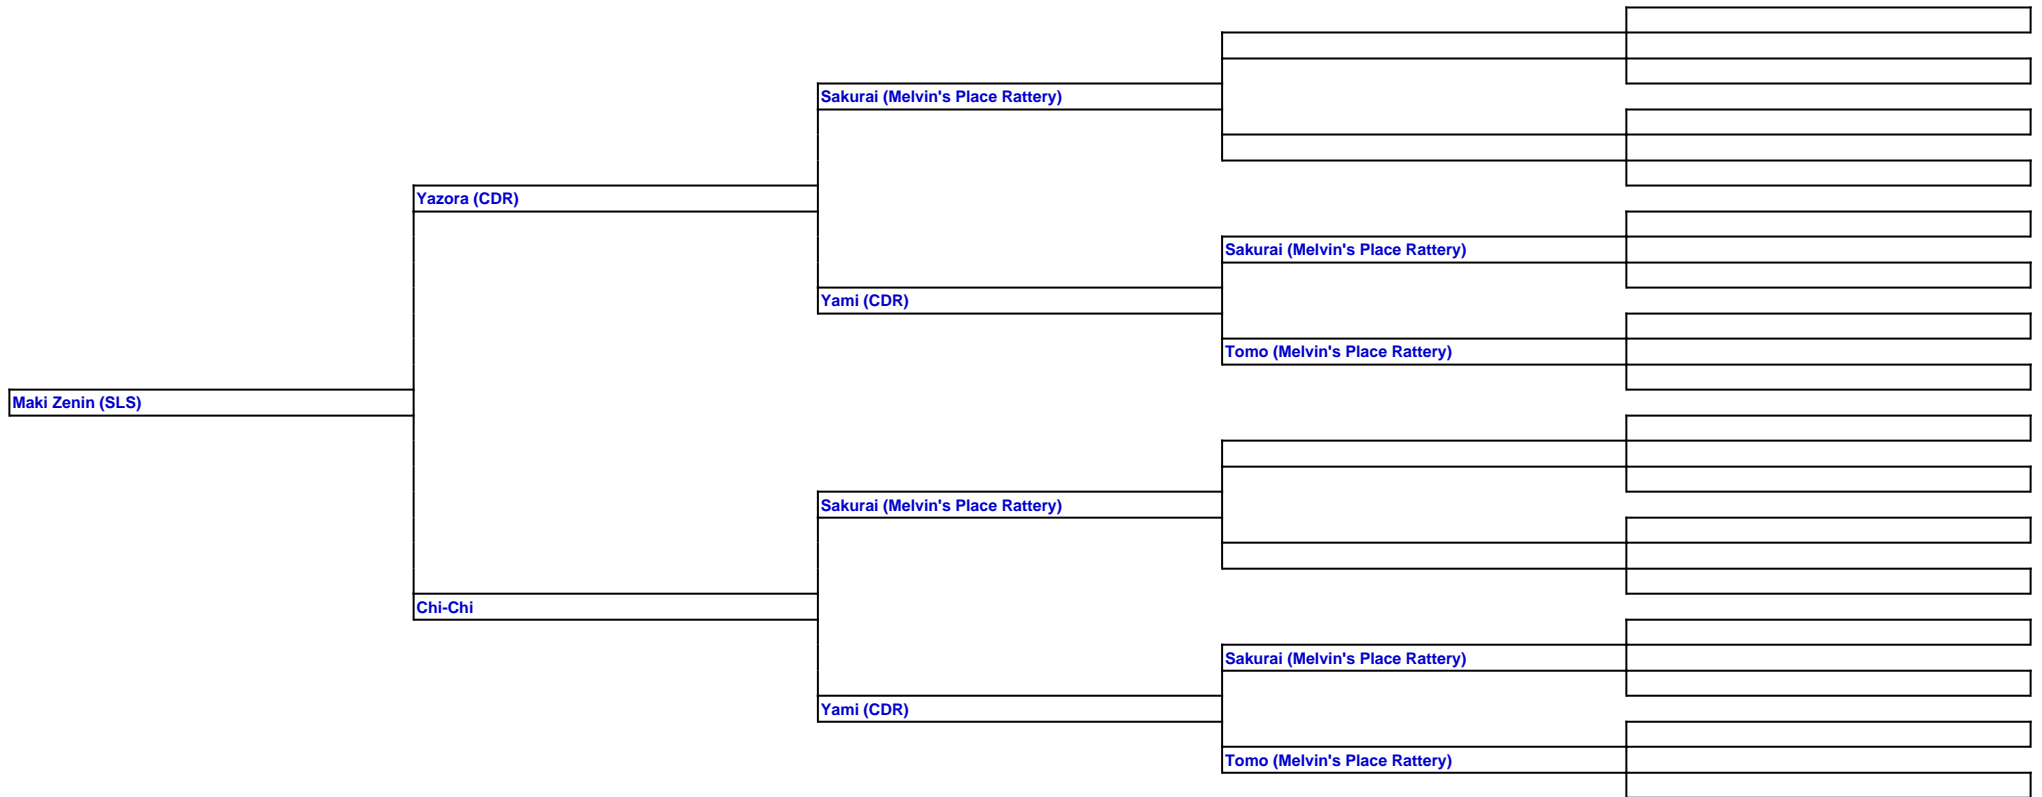 Sakurai (Melvin's Place Rattery)
Yazora (CDR)
Sakurai (Melvin's Place Rattery)
Yami (CDR)
Tomo (Melvin's Place Rattery)
Maki Zenin (SLS)
Sakurai (Melvin's Place Rattery)
Chi-Chi
Sakurai (Melvin's Place Rattery)
Yami (CDR)
Tomo (Melvin's Place Rattery)